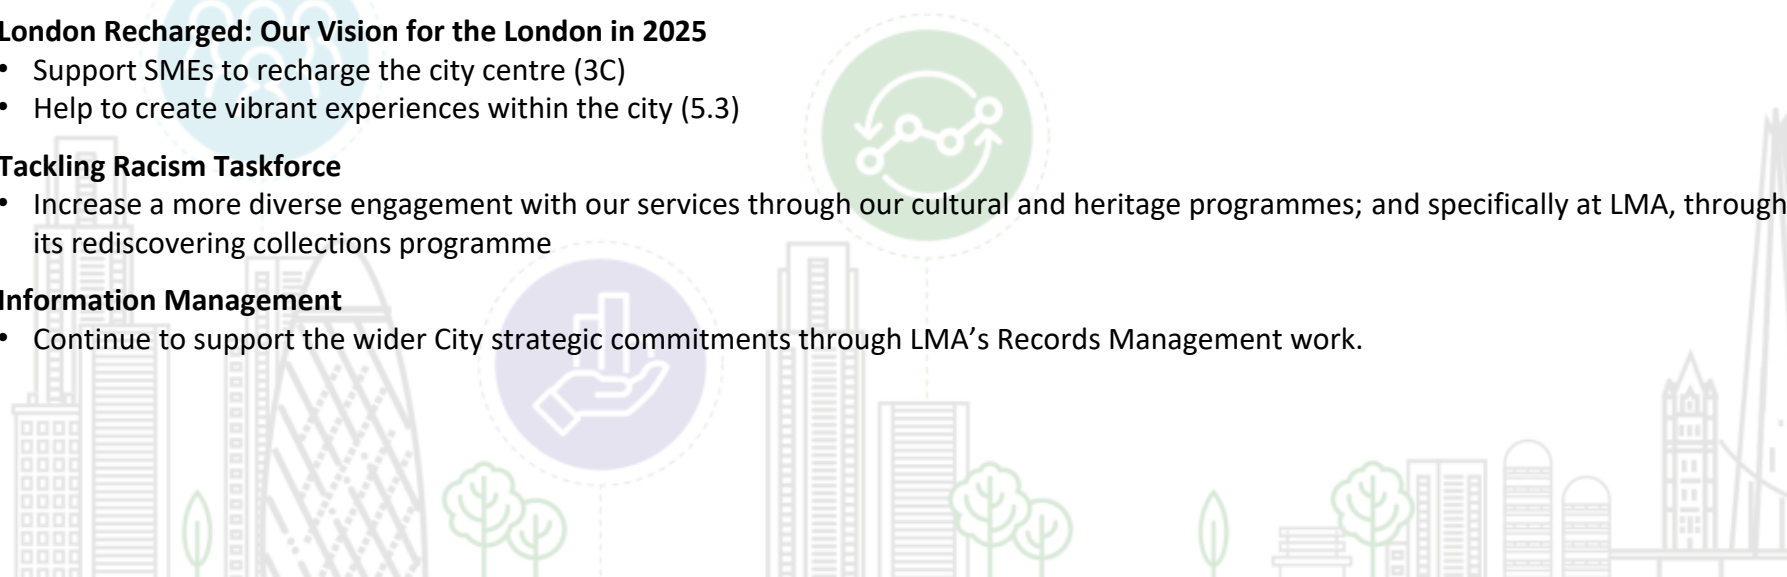 London Recharged: Our Vision for the London in 2025
• Support SMEs to recharge the city centre (3C)
• Help to create vibrant experiences within the city (5.3)
Tackling Racism Taskforce
• Increase a more diverse engagement with our services through our cultural and heritage programmes; and specifically at LMA, through
its rediscovering collections programme
Information Management
• Continue to support the wider City strategic commitments through LMA’s Records Management work.